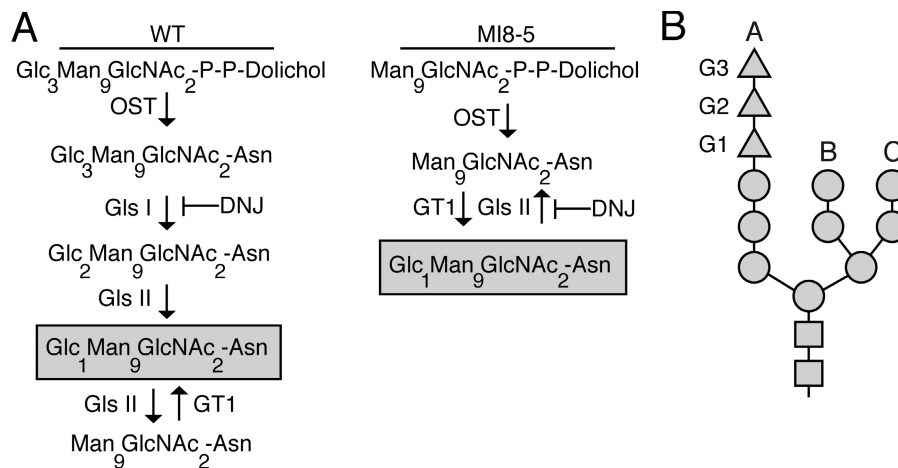 A
WT
Glc3Man9GlcNAc2-P-P-Dolichol
OST
Glc3Man9GlcNAc2-Asn
Gls I
DNJ
Glc2Man9GlcNAc2-Asn
Gls II
Glc1Man9GlcNAc2-Asn
Gls II GT1
Man9GlcNAc2-Asn
MI8-5
Man9GlcNAc2-P-P-Dolichol
OST
Man9GlcNAc2-Asn
GT1 Gls II DNJ
Glc1Man9GlcNAc2-Asn
B
A
G3
G2
G1
B
C